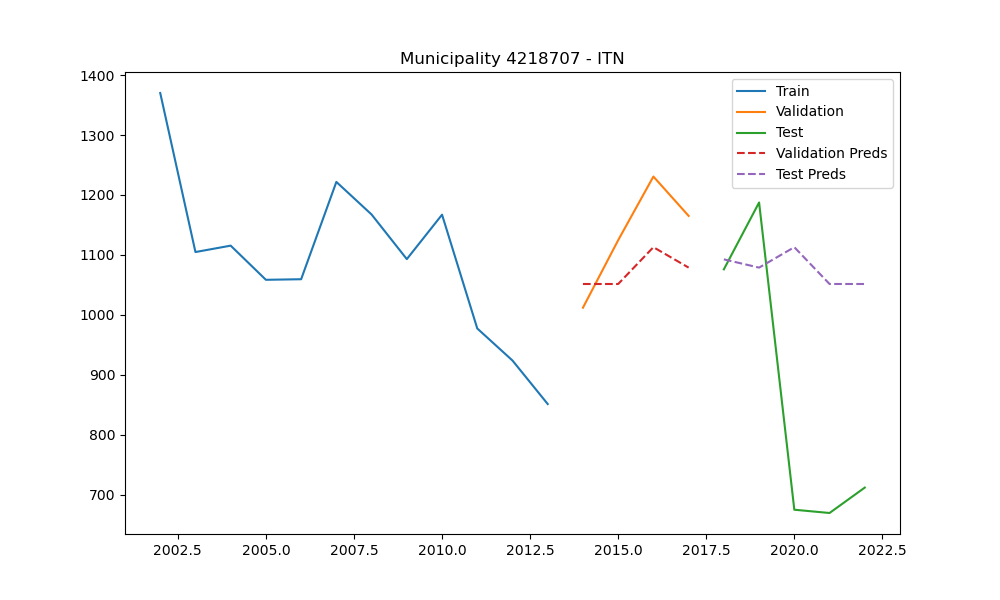 Municipality 4218707 - ITN
1400
1300
1200
1100
1000
900
800
700
Train
Validation
Test
Validation Preds
Test Preds
2002.5 2005.0 2007.5 2010.0 2012.5 2015.0 2017.5 2020.0 2022.5